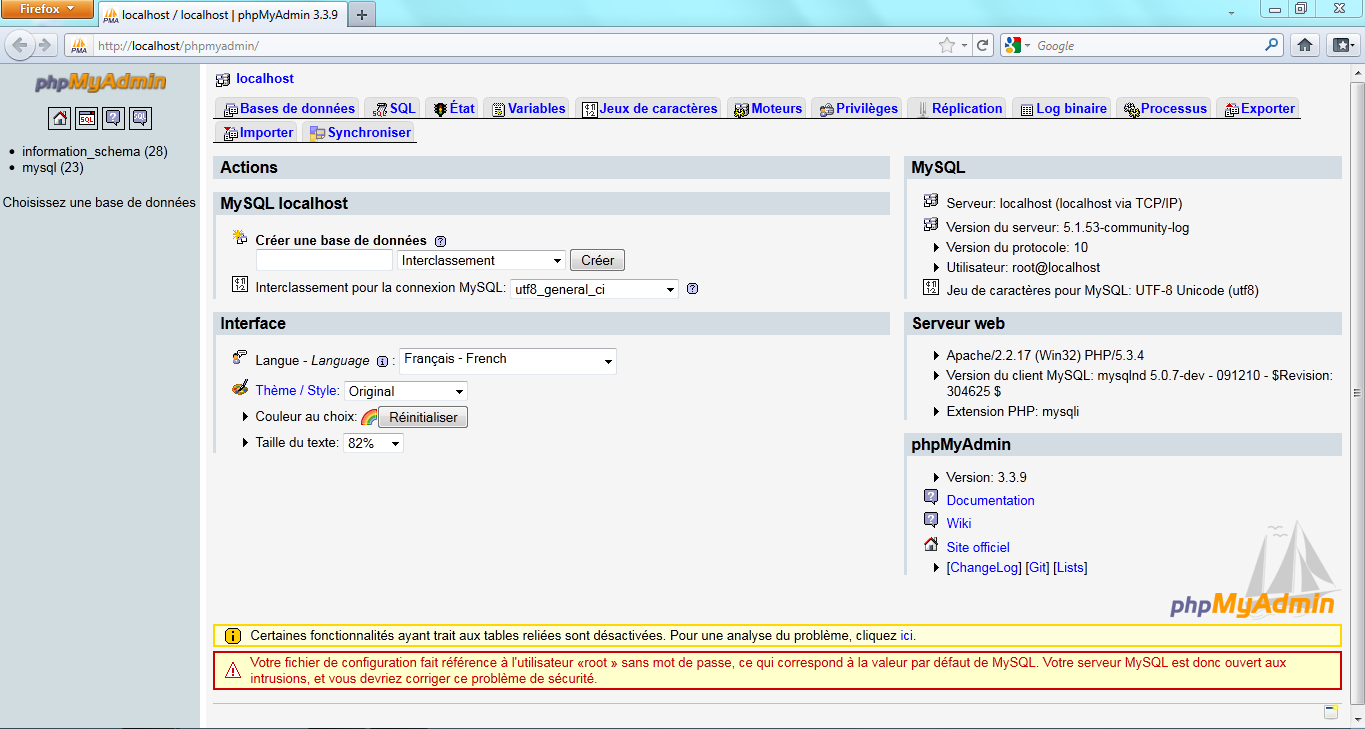 Firefox
localhost / localhost | phpMyAdmin 3.3.9
http://localhost/phpmyadmin/
Google
phpMyAdmin
information_schema (28)
mysql (23)
Choisissez une base de données
localhost
Bases de données SQL État Variables Jeux de caractères Moteurs Privilèges Réplication Log binaire Processus Exporter
Importer Synchroniser
Actions
MySQL localhost
Créer une base de données
Interclassement Créer
Interclassement pour la connexion MySQL: utf8_general_ci
Interface
Langue - Language : Français - French
Thème / Style: Original
Couleur au choix: Réinitialiser
Taille du texte: 82%
MySQL
Serveur: localhost (localhost via TCP/IP)
Version du serveur: 5.1.53-community-log
Version du protocole: 10
Utilisateur: root@localhost
Jeu de caractères pour MySQL: UTF-8 Unicode (utf8)
Serveur web
Apache/2.2.17 (Win32) PHP/5.3.4
Version du client MySQL: mysqlnd 5.0.7-dev - 091210 - $Revision:
304625 $
Extension PHP: mysqli
phpMyAdmin
Version: 3.3.9
Documentation
Wiki
Site officiel
[ChangeLog] [Git] [Lists]
phpMyAdmin
Certaines fonctionnalités ayant trait aux tables reliées sont désactivées. Pour une analyse du problème, cliquez ici.
Votre fichier de configuration fait référence à l'utilisateur «root » sans mot de passe, ce qui correspond à la valeur par défaut de MySQL. Votre serveur MySQL est donc ouvert aux
intrusions, et vous devriez corriger ce problème de sécurité.